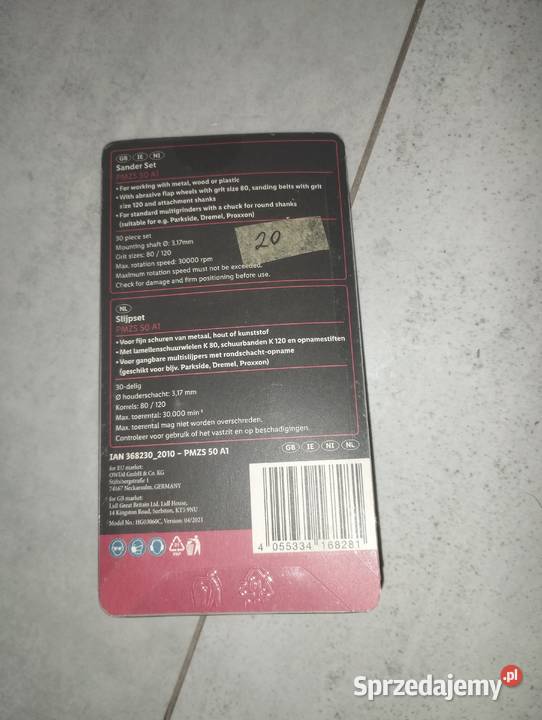 GB IE NI
Sander Set
PMZS 50 A1
• For working with metal, wood or plastic
• With abrasive flap wheels with grit size 80, sanding belts with grit
size 120 and attachment shanks
• For standard multigrinders with a chuck for round shanks
(suitable for e.g. Parkside, Dremel, Proxxon)
30 piece set
Mounting shaft Ø: 3,17mm
Grit sizes: 80 / 120
Max. rotation speed: 30000 rpm
Maximum rotation speed must not be exceeded.
Check for damage and firm positioning before use.
20
NL
Slijpset
PMZS 50 A1
• Voor fijn schuren van metaal, hout of kunststof
• Met lamellenschuurwielen K 80, schuurbanden K 120 en opnamestiften
• Voor gangbare multislijpers met rondschacht-opname
(geschikt voor bijv. Parkside, Dremel, Proxxon)
30-delig
Ø houderschacht: 3,17 mm
Korrels: 80 / 120
Max. toerental: 30.000 min⁻¹
Max. toerental mag niet worden overschreden.
Controleer voor gebruik of het vastzit en op beschadigingen.
IAN 368230_2010 – PMZS 50 A1
GB IE NI NL
for EU market:
OWIM GmbH & Co. KG
Stiftsbergstraße 1
74167 Neckarsulm, GERMANY
for GB market:
Lidl Great Britain Ltd, Lidl House,
14 Kingston Road, Surbiton, KT5 9NU
Model No.: HG03060C, Version: 04/2021
4 055334 168281
PAP
Sprzedajemy.pl